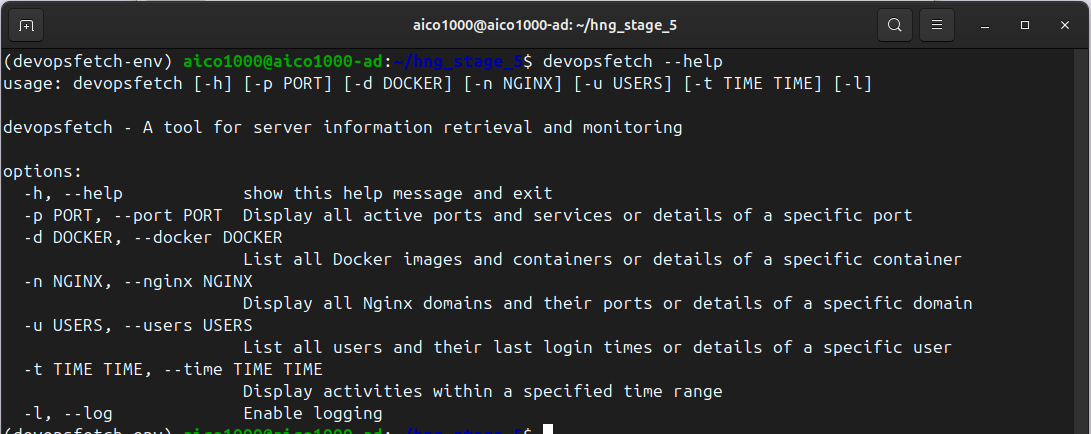 aico1000@aico1000-ad: ~/hng_stage_5
(devopsfetch-env) aico1000@aico1000-ad:~/hng_stage_5$ devopsfetch --help
usage: devopsfetch [-h] [-p PORT] [-d DOCKER] [-n NGINX] [-u USERS] [-t TIME TIME] [-l]
devopsfetch - A tool for server information retrieval and monitoring
options:
-h, --help show this help message and exit
-p PORT, --port PORT Display all active ports and services or details of a specific port
-d DOCKER, --docker DOCKER
List all Docker images and containers or details of a specific container
-n NGINX, --nginx NGINX
Display all Nginx domains and their ports or details of a specific domain
-u USERS, --users USERS
List all users and their last login times or details of a specific user
-t TIME TIME, --time TIME TIME
Display activities within a specified time range
-l, --log Enable logging
(devopsfetch-env) aico1000@aico1000-ad:~/hng_stage_5$